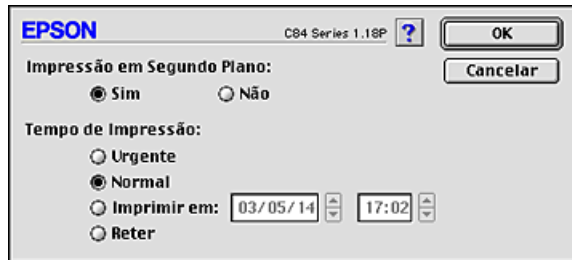 EPSON C84 Series 1.18P ? OK
Impressão em Segundo Plano: Cancelar
Sim Não
Tempo de Impressão:
Urgente
Normal
Imprimir em: 03/05/14 17:02
Reter